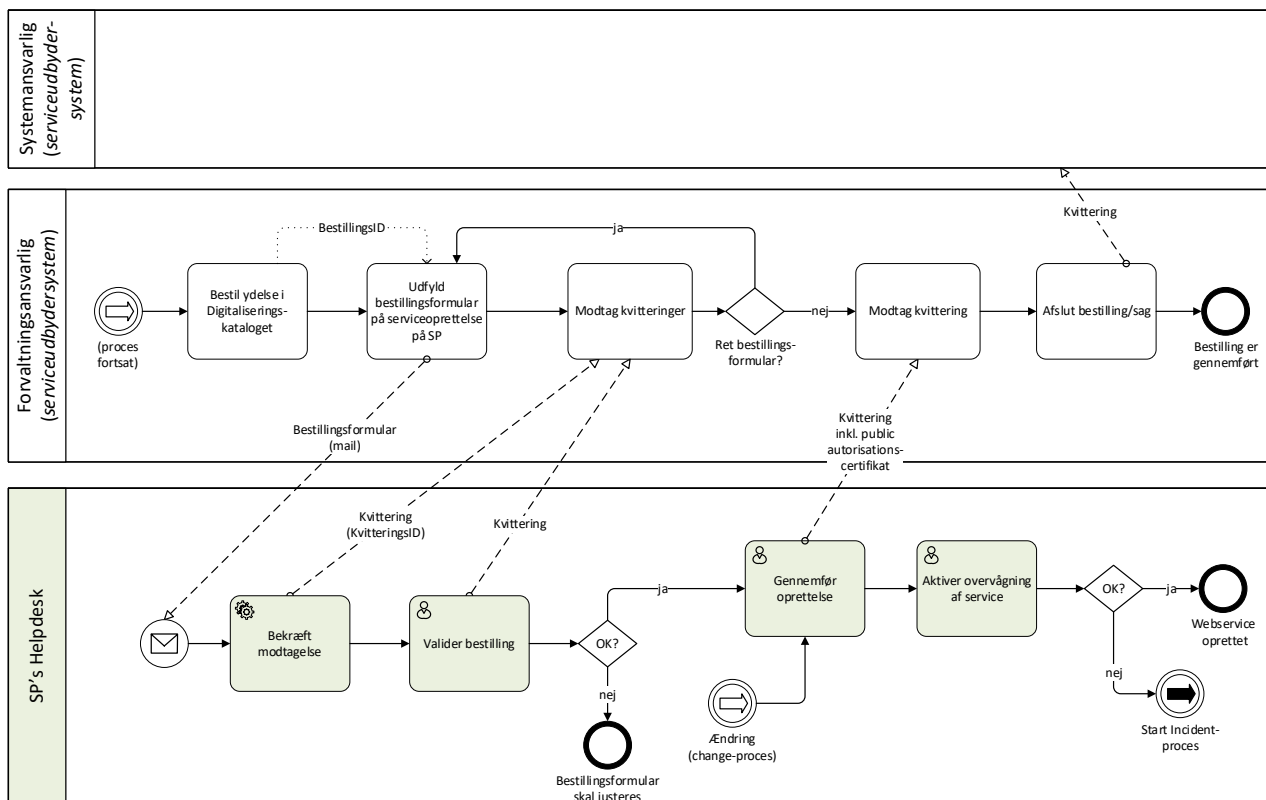 Systemansvarlig
(serviceudbyder-
system)
Kvittering
Forvaltningsansvarlig
(serviceudbydersystem)
BestillingsID
ja
(proces
fortsat)
Bestil ydelse i
Digitaliserings-
kataloget
Udfyld
bestillingsformular
på serviceoprettelse
på SP
Modtag kvitteringer
Ret bestillings-
formular?
nej
Modtag kvittering
Afslut bestilling/sag
Bestilling er
gennemført
Bestillingsformular
(mail)
Kvittering
(KvitteringsID)
Kvittering
Kvittering
inkl. public
autorisations-
certifikat
SP's Helpdesk
Bekræft
modtagelse
Valider bestilling
OK?
ja
nej
Bestillingsformular
skal justeres
Gennemfør
oprettelse
Ændring
(change-proces)
Aktiver overvågning
af service
OK?
ja
Webservice
oprettet
nej
Start Incident-
proces